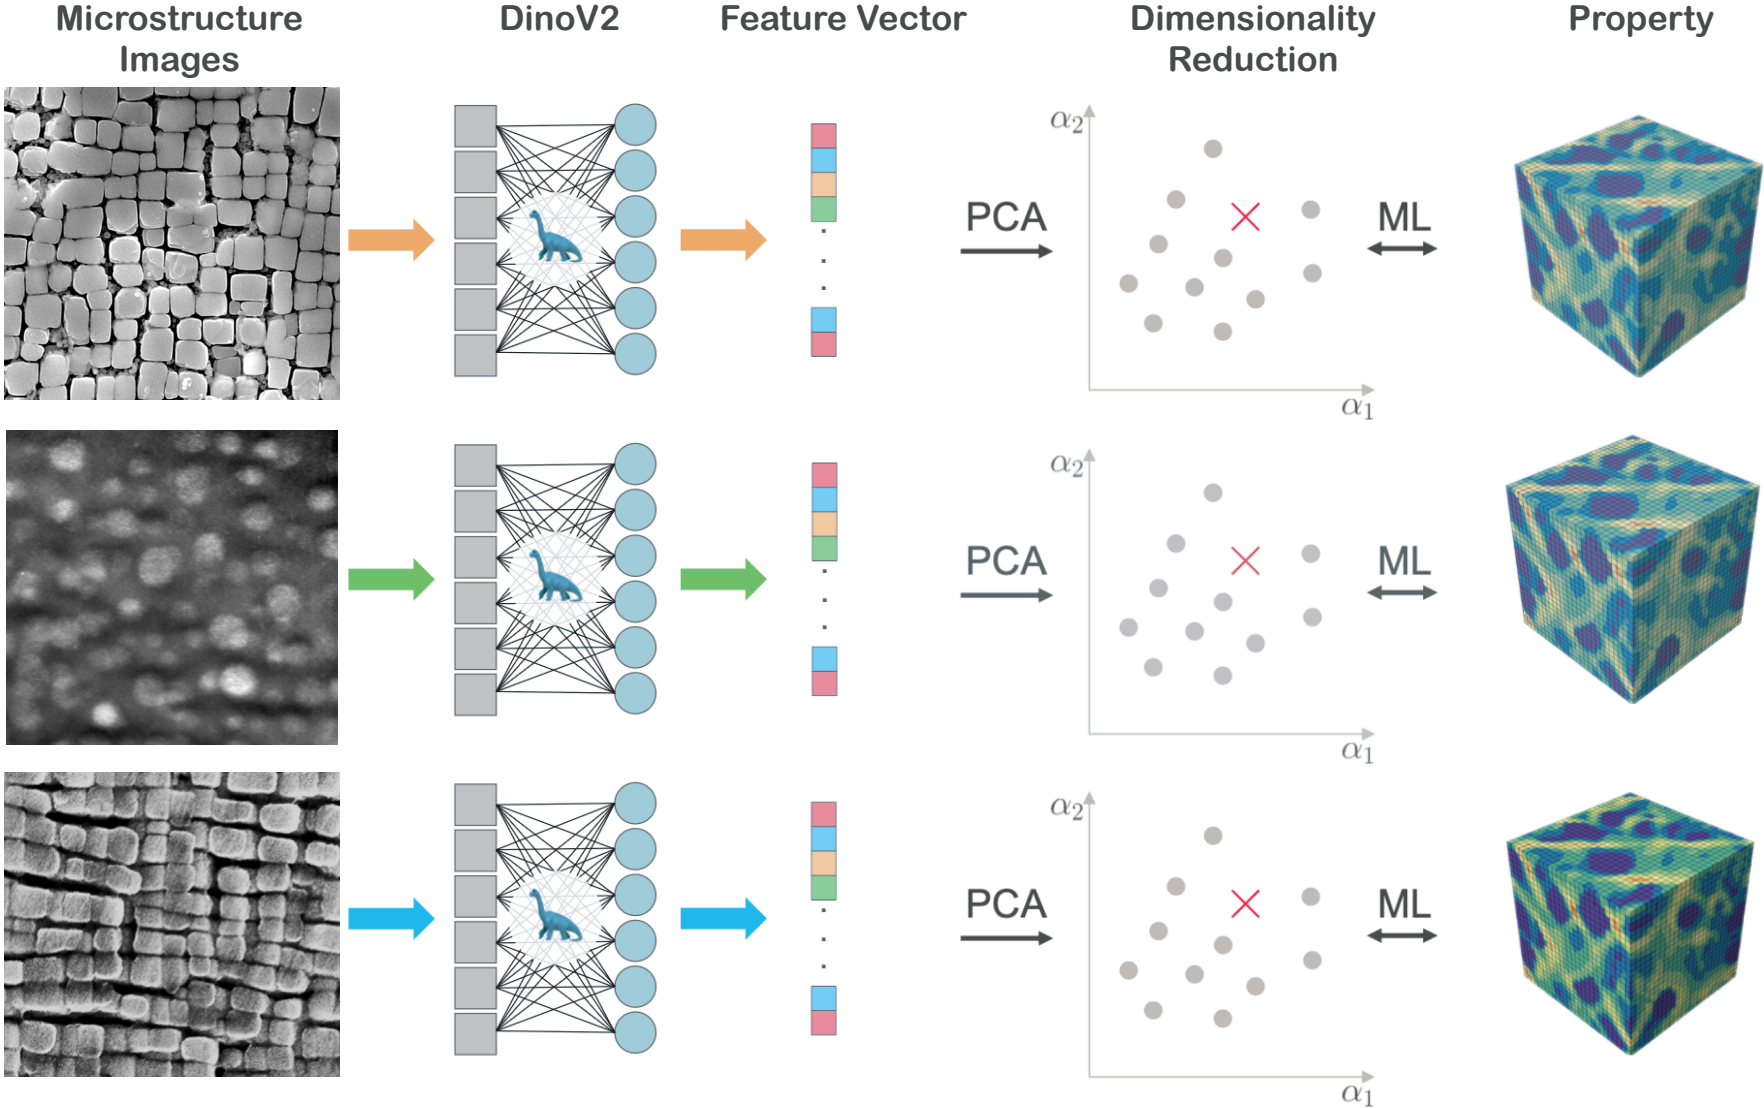 Microstructure
Images
DinoV2
Feature Vector
Dimensionality
Reduction
Property
α2
PCA
ML
α1
α2
PCA
ML
α1
α2
PCA
ML
α1